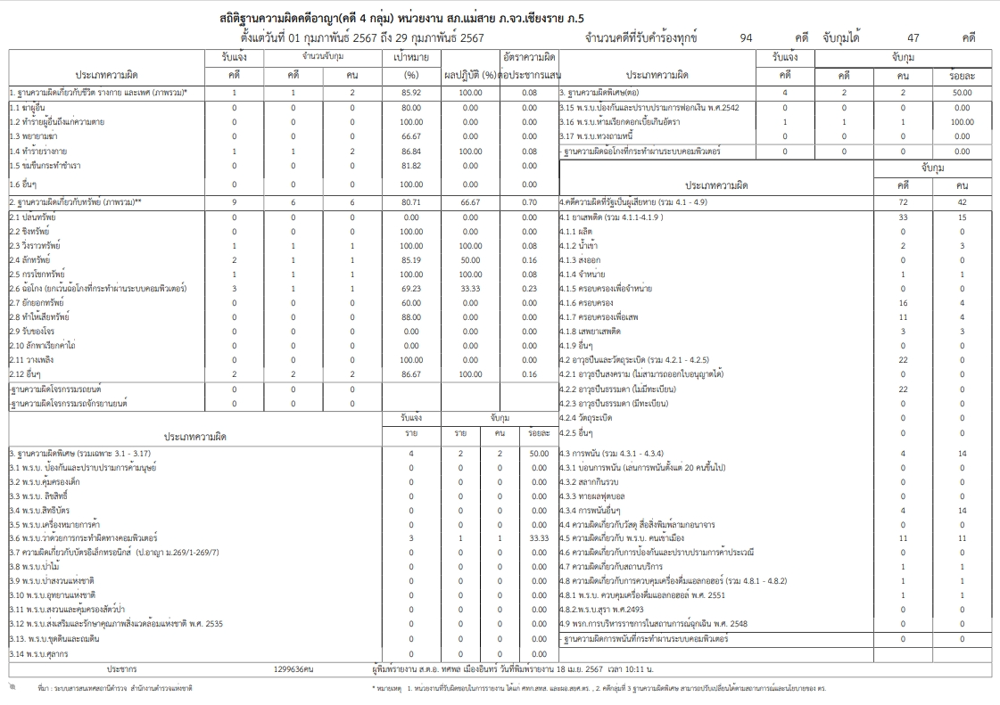 สถิติฐานความผิดคดีอาญา(คดี 4 กลุ่ม) หน่วยงาน สภ.แม่สาย ภ.จว.เชียงราย ภ.5
ตั้งแต่วันที่ 01 กุมภาพันธ์ 2567 ถึง 29 กุมภาพันธ์ 2567 จำนวนคดีที่รับคำร้องทุกข์ 94 คดี จับกุมได้ 47 คดี
ประเภทความผิด รับแจ้ง จำนวนจับกุม เป้าหมาย ผลปฏิบัติ (%) อัตราความผิด
คดี คดี คน (%) ต่อประชากรแสน
1. ฐานความผิดเกี่ยวกับชีวิต ร่างกาย และเพศ (ภาพรวม)* 1 1 2 85.92 100.00 0.08
1.1 ฆ่าผู้อื่น 0 0 0 80.00 0.00 0.00
1.2 ทำร้ายผู้อื่นถึงแก่ความตาย 0 0 0 100.00 0.00 0.00
1.3 พยายามฆ่า 0 0 0 66.67 0.00 0.00
1.4 ทำร้ายร่างกาย 1 1 2 86.84 100.00 0.08
1.5 ข่มขืนกระทำชำเรา 0 0 0 81.82 0.00 0.00
1.6 อื่นๆ 0 0 0 100.00 0.00 0.00
2. ฐานความผิดเกี่ยวกับทรัพย์ (ภาพรวม)** 9 6 6 80.71 66.67 0.70
2.1 ปล้นทรัพย์ 0 0 0 0.00 0.00 0.00
2.2 ชิงทรัพย์ 0 0 0 100.00 0.00 0.00
2.3 วิ่งราวทรัพย์ 1 1 1 100.00 100.00 0.08
2.4 ลักทรัพย์ 2 1 1 85.19 50.00 0.16
2.5 กรรโชกทรัพย์ 1 1 1 100.00 100.00 0.08
2.6 ฉ้อโกง (ยกเว้นฉ้อโกงที่กระทำผ่านระบบคอมพิวเตอร์) 3 1 1 69.23 33.33 0.23
2.7 ยักยอกทรัพย์ 0 0 0 60.00 0.00 0.00
2.8 ทำให้เสียทรัพย์ 0 0 0 88.00 0.00 0.00
2.9 รับของโจร 0 0 0 0.00 0.00 0.00
2.10 ลักพาเรียกค่าไถ่ 0 0 0 0.00 0.00 0.00
2.11 วางเพลิง 0 0 0 100.00 0.00 0.00
2.12 อื่นๆ 2 2 2 86.67 100.00 0.16
-ฐานความผิดโจรกรรมรถยนต์ 0 0 0
-ฐานความผิดโจรกรรมรถจักรยานยนต์ 0 0 0
ประเภทความผิด รับแจ้ง จับกุม
ราย ราย คน ร้อยละ
3. ฐานความผิดพิเศษ (รวมเฉพาะ 3.1 - 3.17) 4 2 2 50.00
3.1 พ.ร.บ. ป้องกันและปราบปรามการค้ามนุษย์ 0 0 0 0.00
3.2 พ.ร.บ.คุ้มครองเด็ก 0 0 0 0.00
3.3 พ.ร.บ. ลิขสิทธิ์ 0 0 0 0.00
3.4 พ.ร.บ.สิทธิบัตร 0 0 0 0.00
3.5 พ.ร.บ.เครื่องหมายการค้า 0 0 0 0.00
3.6 พ.ร.บ.ว่าด้วยการกระทำผิดทางคอมพิวเตอร์ 3 1 1 33.33
3.7 ความผิดเกี่ยวกับบัตรอิเล็กทรอนิกส์ (ป.อาญา ม.269/1-269/7) 0 0 0 0.00
3.8 พ.ร.บ.ป่าไม้ 0 0 0 0.00
3.9 พ.ร.บ.ป่าสงวนแห่งชาติ 0 0 0 0.00
3.10 พ.ร.บ.อุทยานแห่งชาติ 0 0 0 0.00
3.11 พ.ร.บ.สงวนและคุ้มครองสัตว์ป่า 0 0 0 0.00
3.12 พ.ร.บ.ส่งเสริมและรักษาคุณภาพสิ่งแวดล้อมแห่งชาติ พ.ศ. 2535 0 0 0 0.00
3.13. พ.ร.บ.ขุดดินและถมดิน 0 0 0 0.00
3.14 พ.ร.บ.ศุลากร 0 0 0 0.00
ประเภทความผิด รับแจ้ง จับกุม
คดี คดี คน ร้อยละ
3. ฐานความผิดพิเศษ(ต่อ) 4 2 2 50.00
3.15 พ.ร.บ.ป้องกันและปราบปรามการฟอกเงิน พ.ศ.2542 0 0 0 0.00
3.16 พ.ร.บ.ห้ามเรียกดอกเบี้ยเกินอัตรา 1 1 1 100.00
3.17 พ.ร.บ.ทวงถามหนี้ 0 0 0 0.00
- ฐานความผิดฉ้อโกงที่กระทำผ่านระบบคอมพิวเตอร์ 0 0 0 0.00
ประเภทความผิด จับกุม
คดี คน
4.คดีความผิดที่รัฐเป็นผู้เสียหาย (รวม 4.1 - 4.9) 72 42
4.1 ยาเสพติด (รวม 4.1.1-4.1.9 ) 33 15
4.1.1 ผลิต 0 0
4.1.2 นำเข้า 2 3
4.1.3 ส่งออก 0 0
4.1.4 จำหน่าย 1 1
4.1.5 ครอบครองเพื่อจำหน่าย 0 0
4.1.6 ครอบครอง 16 4
4.1.7 ครอบครองเพื่อเสพ 11 4
4.1.8 เสพยาเสพติด 3 3
4.1.9 อื่นๆ 0 0
4.2 อาวุธปืนและวัตถุระเบิด (รวม 4.2.1 - 4.2.5) 22 0
4.2.1 อาวุธปืนสงคราม (ไม่สามารถออกใบอนุญาตได้) 0 0
4.2.2 อาวุธปืนธรรมดา (ไม่มีทะเบียน) 22 0
4.2.3 อาวุธปืนธรรมดา (มีทะเบียน) 0 0
4.2.4 วัตถุระเบิด 0 0
4.2.5 อื่นๆ 0 0
4.3 การพนัน (รวม 4.3.1 - 4.3.4) 4 14
4.3.1 บ่อนการพนัน (เล่นการพนันตั้งแต่ 20 คนขึ้นไป) 0 0
4.3.2 สลากกินรวบ 0 0
4.3.3 ทายผลฟุตบอล 0 0
4.3.4 การพนันอื่นๆ 4 14
4.4 ความผิดเกี่ยวกับวัสดุ สื่อสิ่งพิมพ์ลามกอนาจาร 0 0
4.5 ความผิดเกี่ยวกับ พ.ร.บ. คนเข้าเมือง 11 11
4.6 ความผิดเกี่ยวกับการป้องกันและปราบปรามการค้าประเวณี 0 0
4.7 ความผิดเกี่ยวกับสถานบริการ 1 1
4.8 ความผิดเกี่ยวกับการควบคุมเครื่องดื่มแอลกอฮอร์ (รวม 4.8.1 - 4.8.2) 1 1
4.8.1 พ.ร.บ. ควบคุมเครื่องดื่มแอลกอฮอล์ พ.ศ. 2551 1 1
4.8.2.พ.ร.บ.สุรา พ.ศ.2493 0 0
4.9 พรก.การบริหารราชการในสถานการณ์ฉุกเฉิน พ.ศ. 2548 0 0
- ฐานความผิดการพนันที่กระทำผ่านระบบคอมพิวเตอร์ 0 0
ประชากร 1299636คน ผู้พิมพ์รายงาน ส.ต.อ. ทศพล เมืองอินทร์ วันที่พิมพ์รายงาน 18 เม.ย. 2567 เวลา 10:11 น.
ที่มา : ระบบสารสนเทศสถานีตำรวจ สำนักงานตำรวจแห่งชาติ * หมายเหตุ 1. หน่วยงานที่รับผิดชอบในการรายงาน ได้แก่ ศทก.สทส. และผอ.สยศ.ตร. , 2. คดีกลุ่มที่ 3 ฐานความผิดพิเศษ สามารถปรับเปลี่ยนได้ตามสถานการณ์และนโยบายของ ตร.